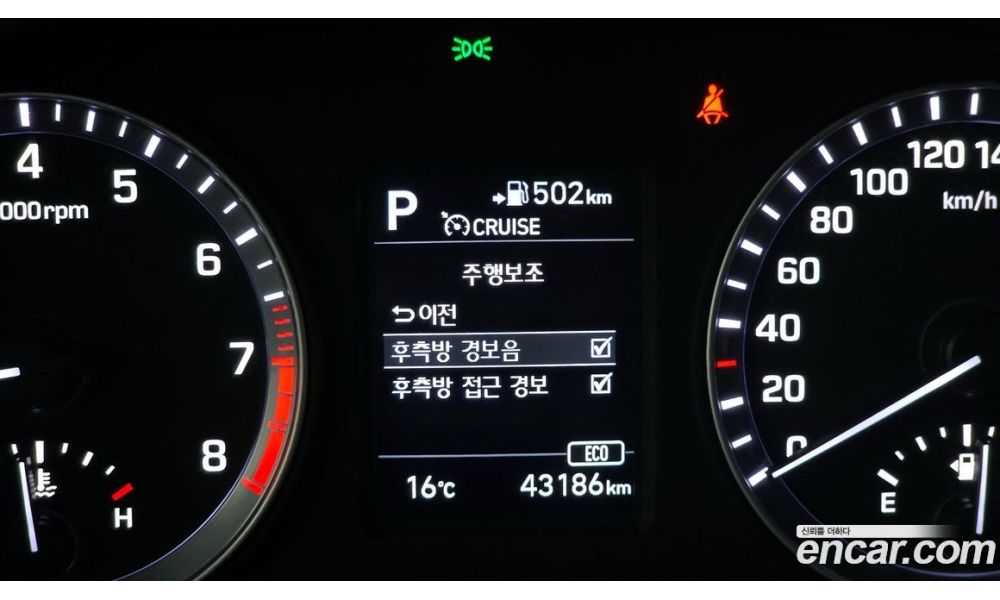 4
5
000rpm
6
7
8
H
P
502km
CRUISE
주행보조
이전
후측방 경보음
후측방 접근 경보
ECO
16℃
43186km
120 14
100
km/h
80
60
40
20
0
E
신뢰를 더하다
encar.com